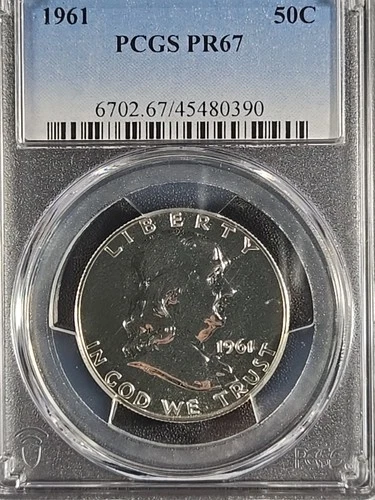 1961 50C
PCGS PR67
6702.67/45480390
LIBERTY
1961
IN GOD WE TRUST
PCGS